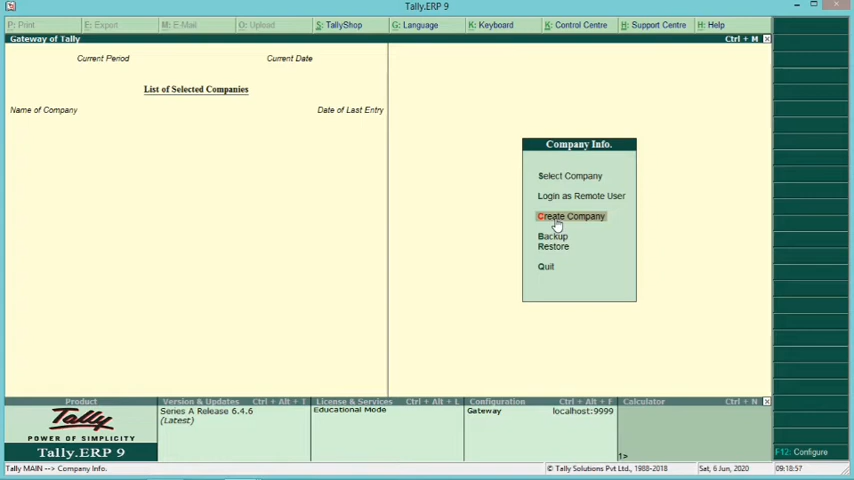 Tally.ERP 9
P: Print E: Export M: E-Mail O: Upload S: TallyShop G: Language K: Keyboard K: Control Centre H: Support Centre H: Help
Gateway of Tally Ctrl + M
Current Period Current Date
List of Selected Companies
Name of Company Date of Last Entry
Company Info.
Select Company
Login as Remote User
Create Company
Backup
Restore
Quit
Product Version & Updates Ctrl + Alt + T License & Services Ctrl + Alt + L Configuration Ctrl + Alt + F Calculator Ctrl + N
Series A Release 6.4.6 Educational Mode Gateway localhost:9999
(Latest)
Tally
POWER OF SIMPLICITY
Tally.ERP 9
1>
F12: Configure
Tally MAIN --> Company Info. © Tally Solutions Pvt Ltd., 1988-2018 Sat, 6 Jun, 2020 09:18:57